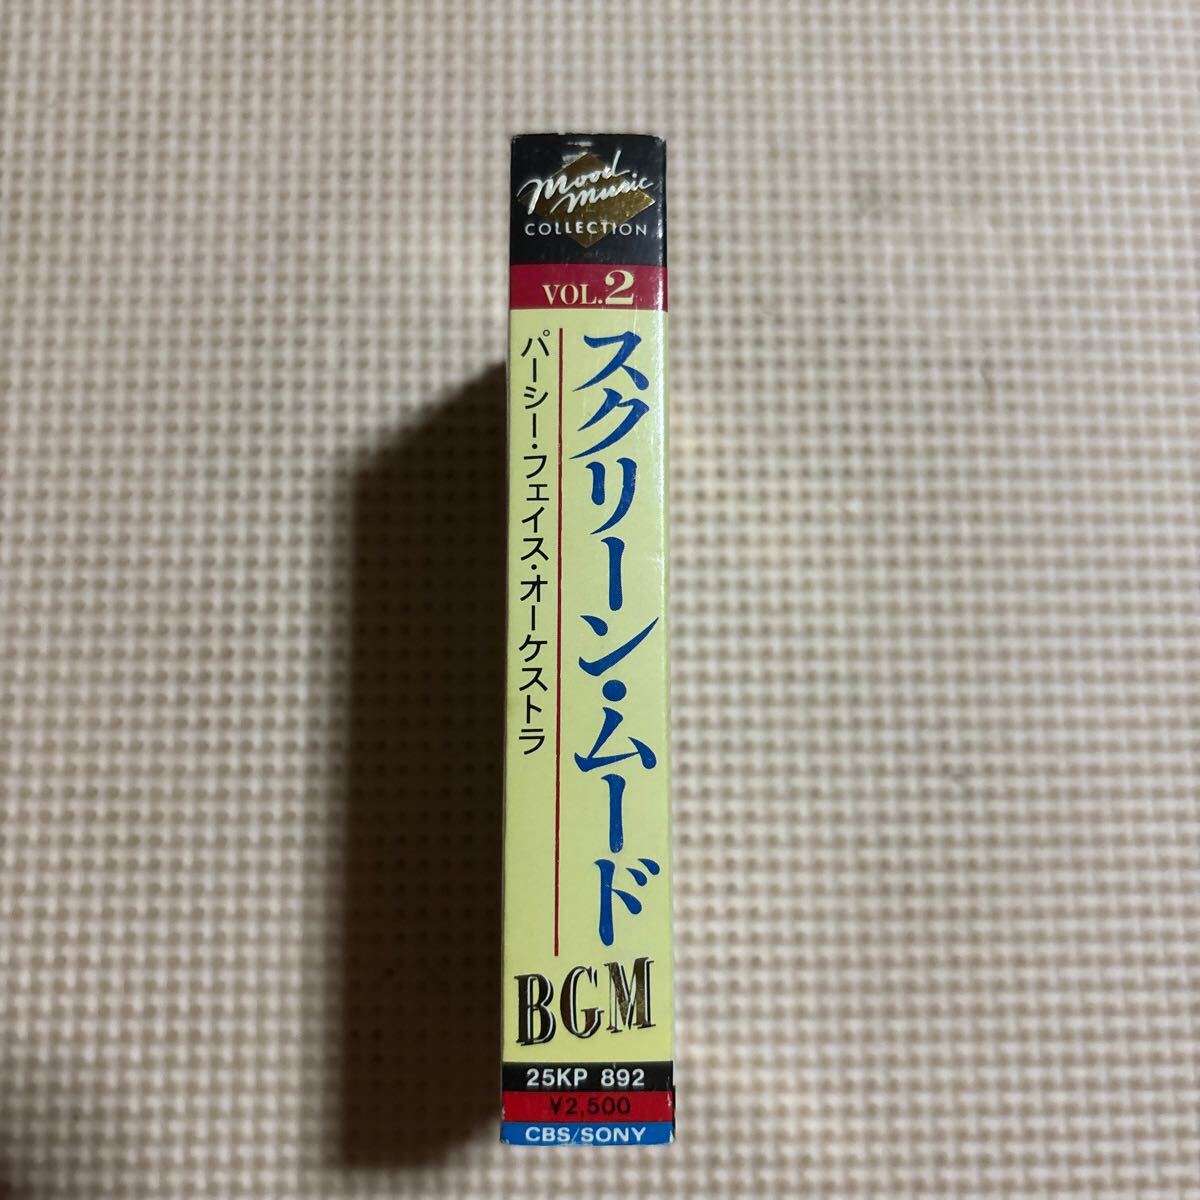 Mood
Music
COLLECTION
VOL.2
スクリーン・ムード
パーシー・フェイス・オーケストラ
BGM
25KP 892
¥2,500
CBS/SONY